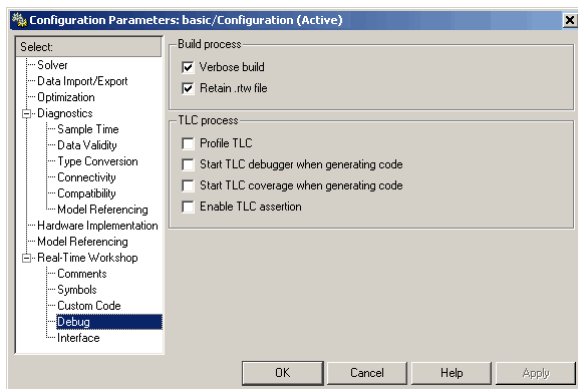 Configuration Parameters: basic/Configuration (Active)
Select:
Solver
Data Import/Export
Optimization
Diagnostics
Sample Time
Data Validity
Type Conversion
Connectivity
Compatibility
Model Referencing
Hardware Implementation
Model Referencing
Real-Time Workshop
Comments
Symbols
Custom Code
Debug
Interface
Build process
Verbose build
Retain .rtw file
TLC process
Profile TLC
Start TLC debugger when generating code
Start TLC coverage when generating code
Enable TLC assertion
OK
Cancel
Help
Apply